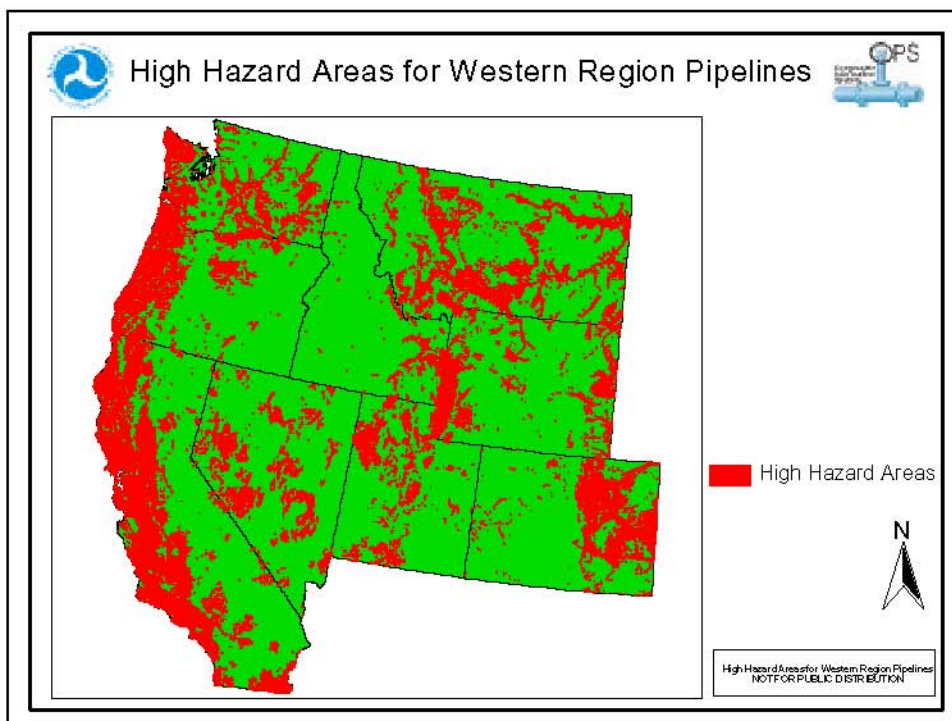 High Hazard Areas for Western Region Pipelines
OPS
High Hazard Areas
N
High Hazard Areas for Western Region Pipelines
NOT FOR PUBLIC DISTRIBUTION